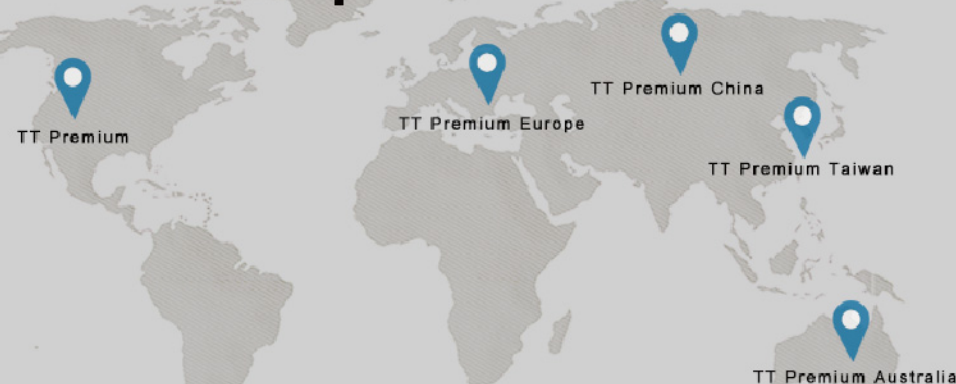 TT Premium China
TT Premium Europe
TT Premium
TT Premium Taiwan
TT Premium Australia